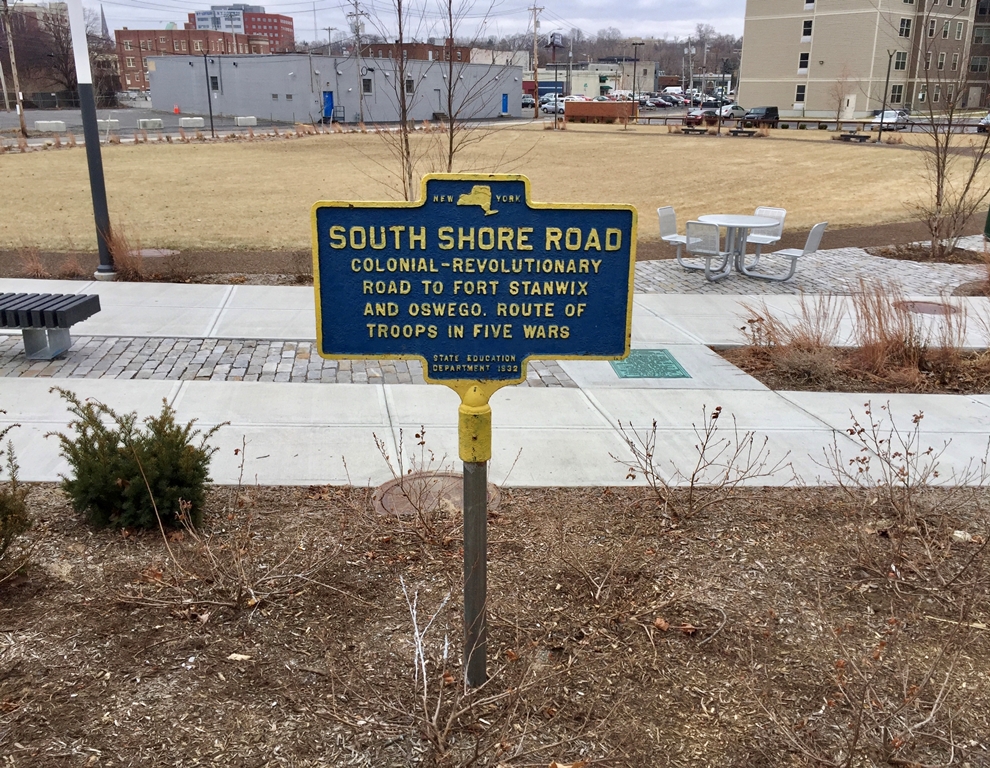 NEW YORK
SOUTH SHORE ROAD
COLONIAL-REVOLUTIONARY
ROAD TO FORT STANWIX
AND OSWEGO. ROUTE OF
TROOPS IN FIVE WARS
STATE EDUCATION
DEPARTMENT 1932